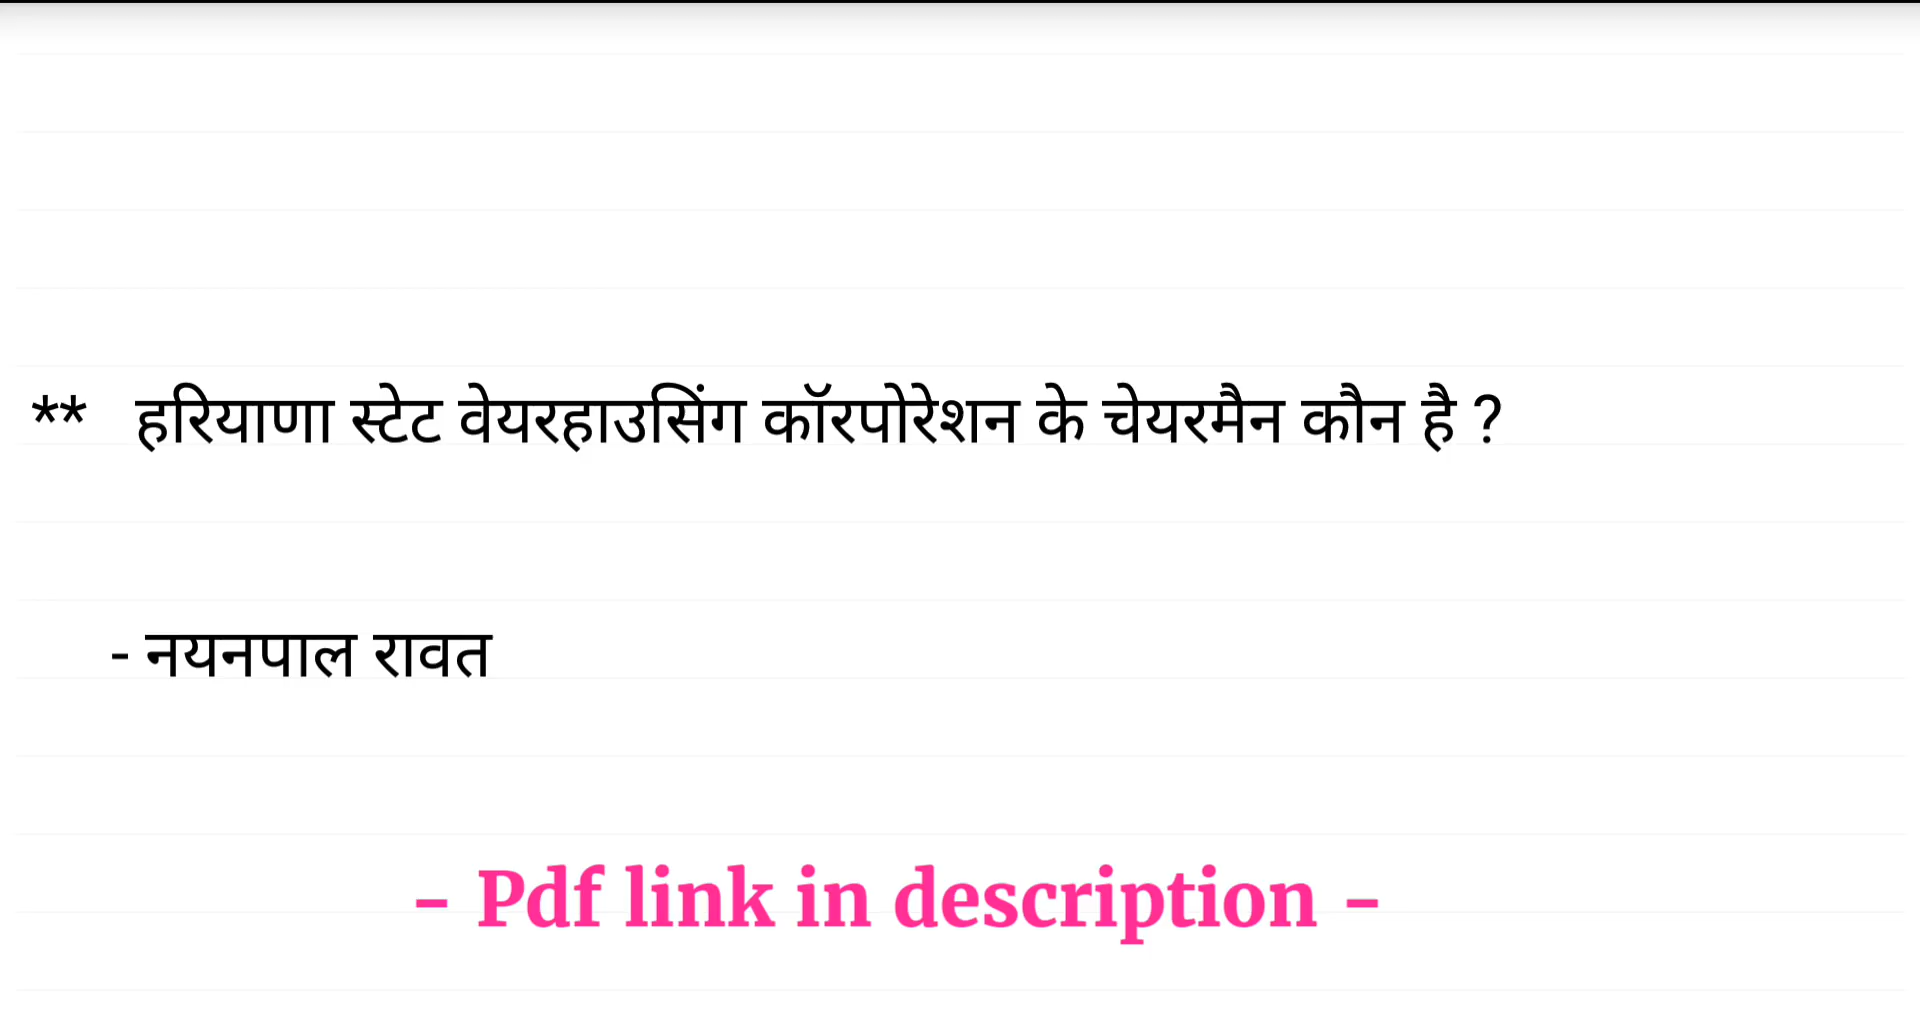 ** हरियाणा स्टेट वेयरहाउसिंग कॉरपोरेशन के चेयरमैन कौन है ?
- नयनपाल रावत
- Pdf link in description -